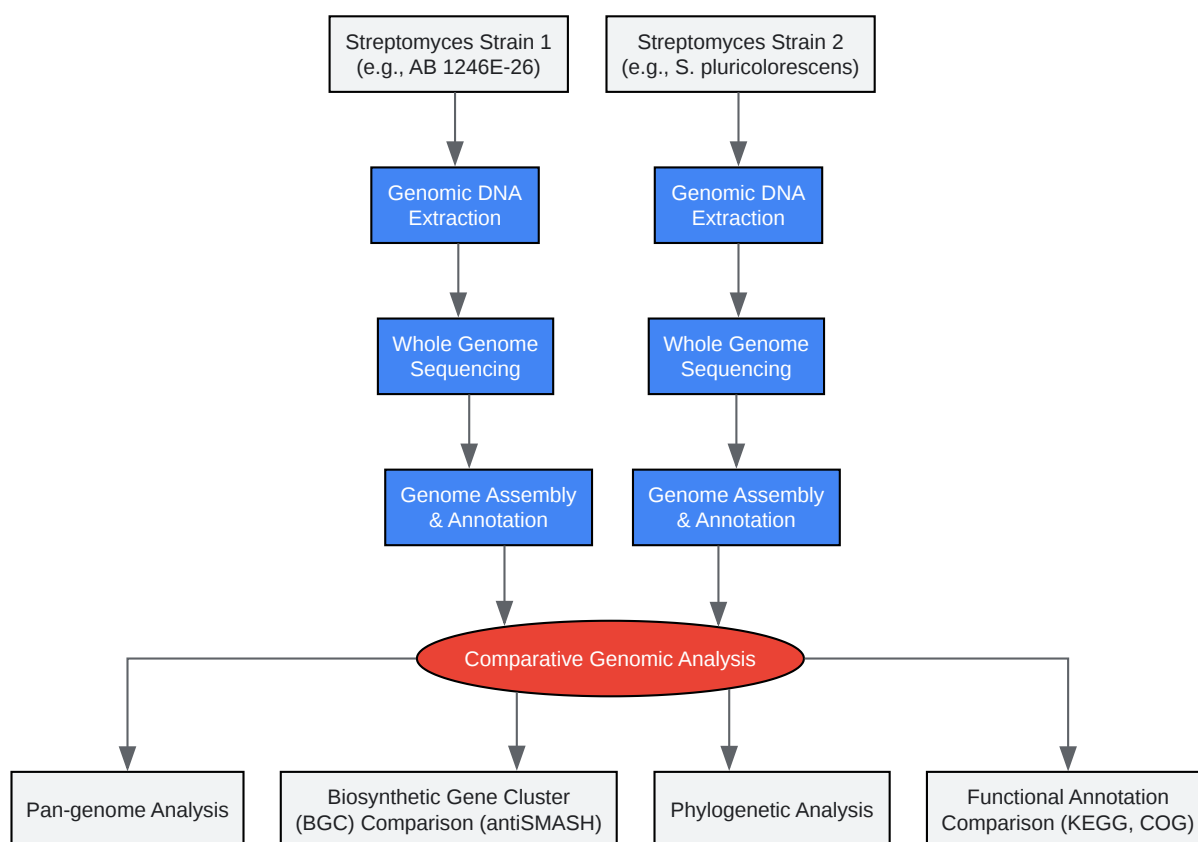 Streptomyces Strain 1
(e.g., AB 1246E-26)
Streptomyces Strain 2
(e.g., S. pluricolorescens)
Genomic DNA
Extraction
Genomic DNA
Extraction
Whole Genome
Sequencing
Whole Genome
Sequencing
Genome Assembly
& Annotation
Genome Assembly
& Annotation
Comparative Genomic Analysis
Pan-genome Analysis
Biosynthetic Gene Cluster
(BGC) Comparison (antiSMASH)
Phylogenetic Analysis
Functional Annotation
Comparison (KEGG, COG)